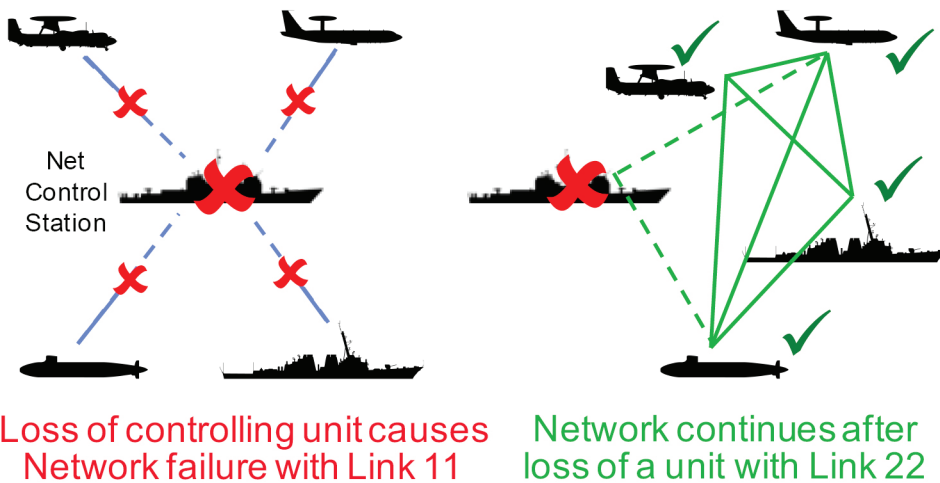 Net
Control
Station
Loss of controlling unit causes
Network failure with Link 11
Network continues after
loss of a unit with Link 22